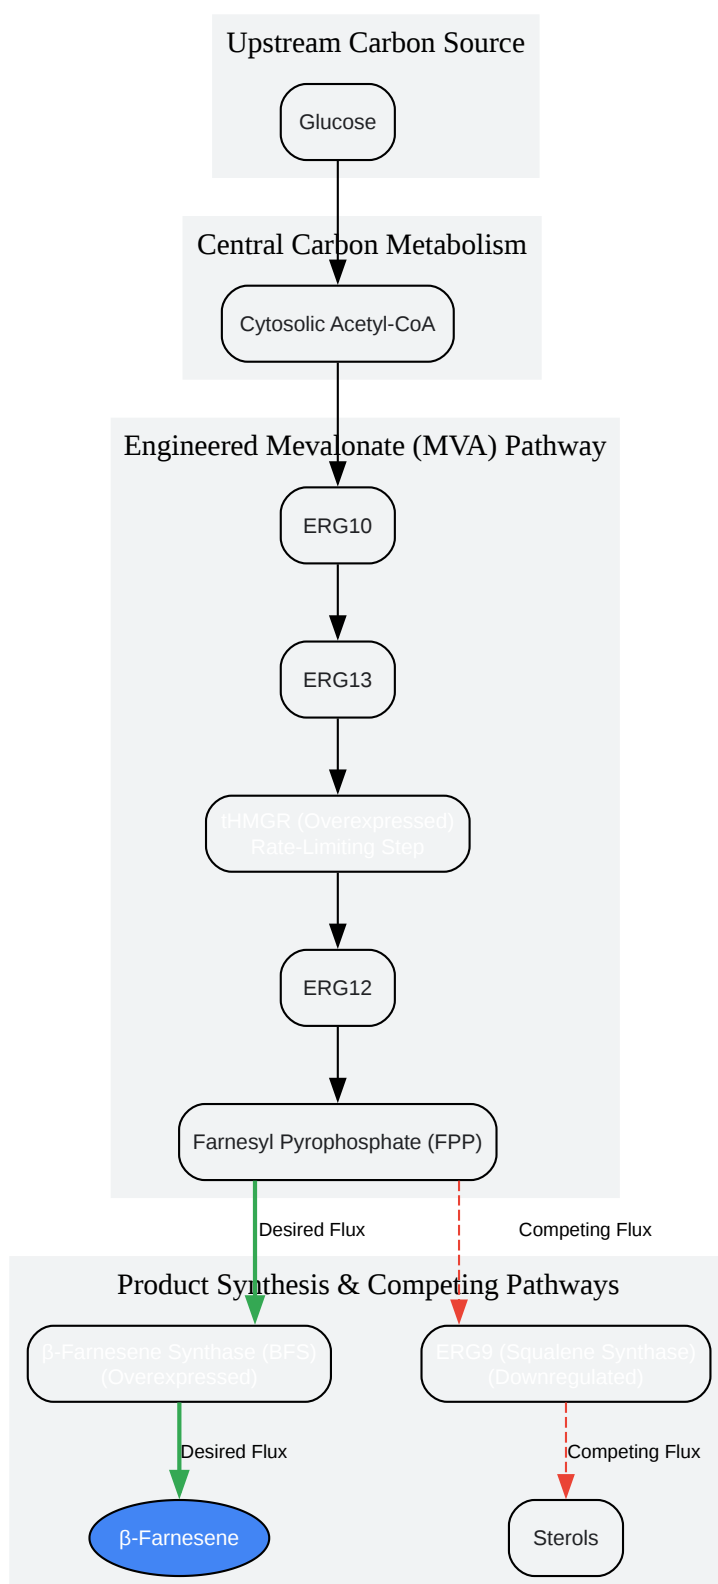 Upstream Carbon Source
Glucose
Central Carbon Metabolism
Cytosolic Acetyl-CoA
Engineered Mevalonate (MVA) Pathway
ERG10
ERG13
tHMGR (Overexpressed)
Rate-Limiting Step
ERG12
Farnesyl Pyrophosphate (FPP)
Desired Flux
Competing Flux
Product Synthesis & Competing Pathways
β-Farnesene Synthase (BFS)
(Overexpressed)
ERG9 (Squalene Synthase)
(Downregulated)
Desired Flux
Competing Flux
β-Farnesene
Sterols